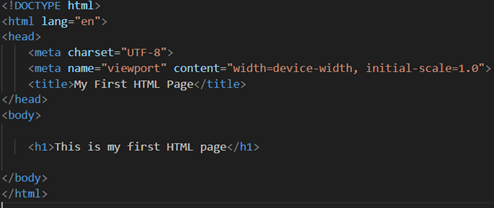 <!DOCTYPE html>
<html lang="en">
<head>
    <meta charset="UTF-8">
    <meta name="viewport" content="width=device-width, initial-scale=1.0">
    <title>My First HTML Page</title>
</head>
<body>
    <h1>This is my first HTML page</h1>
</body>
</html>